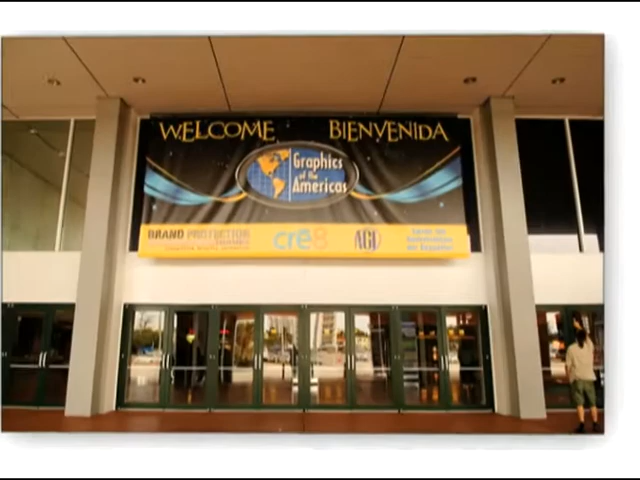 WELCOME BIENVENIDA
Graphics
of the
Americas
BRAND PROTECTION
cre8
AGI